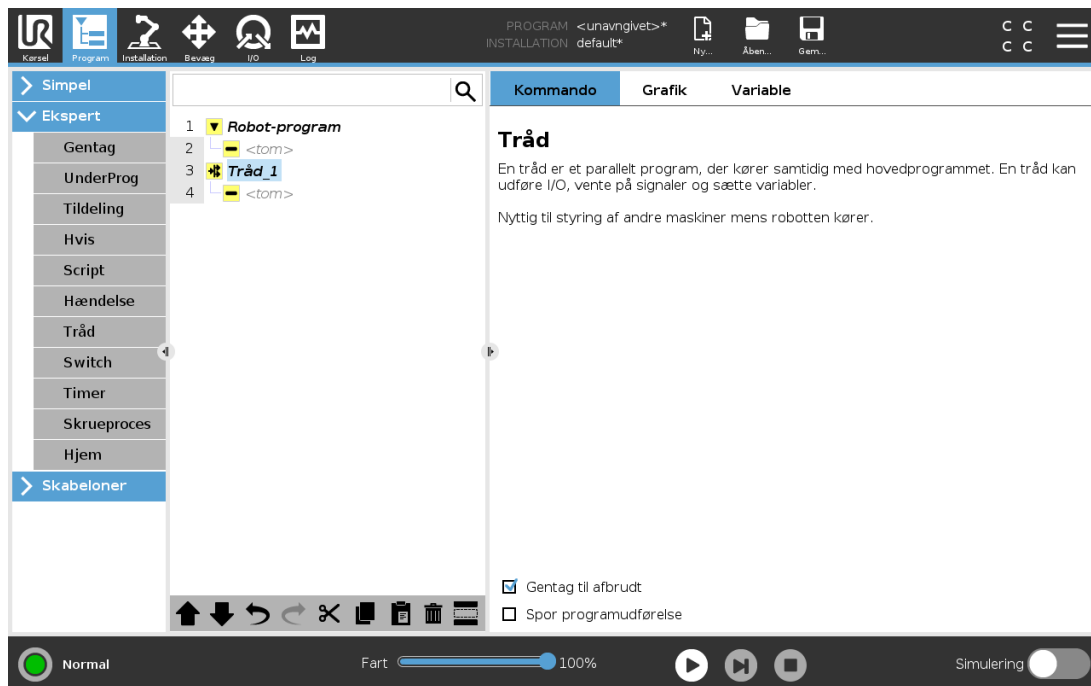 PROGRAM <unavngivet>*
INSTALLATION default*
C C
C C
Kørsel
Program
Installation
Bevæg
I/O
Log
Ny...
Åben...
Gem...
Simpel
Ekspert
Gentag
UnderProg
Tildeling
Hvis
Script
Hændelse
Tråd
Switch
Timer
Skrueproces
Hjem
Skabeloner
1 Robot-program
2 <tom>
3 Tråd_1
4 <tom>
Kommando
Grafik
Variable
Tråd
En tråd er et parallelt program, der kører samtidig med hovedprogrammet. En tråd kan
udføre I/O, vente på signaler og sætte variabler.
Nyttig til styring af andre maskiner mens robotten kører.
Gentag til afbrudt
Spor programudførelse
Normal
Fart
100%
Simulering